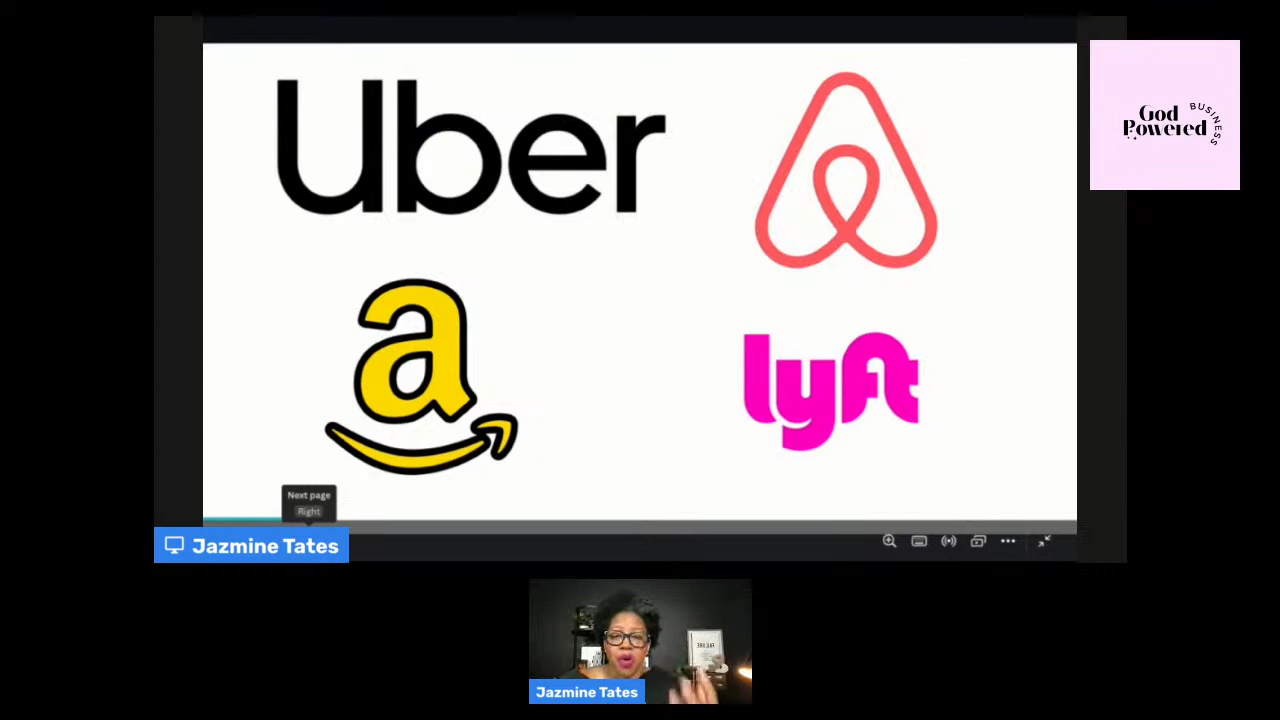 Uber
a
lyft
God
Powered
BUSINESS
Next page
Right
Jazmine Tates
Jazmine Tates